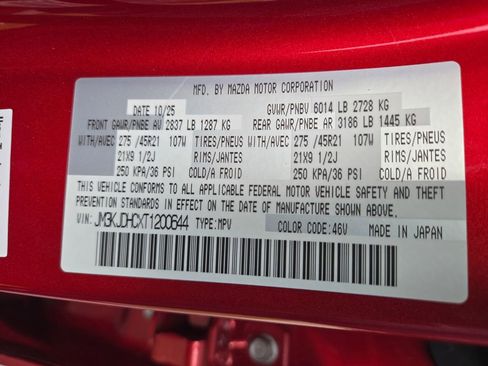 MFD. BY MAZDA MOTOR CORPORATION
DATE 10/25 GVWR/PNBV 6014 LB 2728 KG
FRONT GAWR/PNBE AV 2837 LB 1287 KG REAR GAWR/PNBE AR 3186 LB 1445 KG
WITH/AVEC 275 /45R21 107W TIRES/PNEUS WITH/AVEC 275 /45R21 107W TIRES/PNEUS
21X9 1/2J RIMS/JANTES 21X9 1/2J RIMS/JANTES
250 KPA/36 PSI COLD/A FROID 250 KPA/36 PSI COLD/A FROID
THIS VEHICLE CONFORMS TO ALL APPLICABLE FEDERAL MOTOR VEHICLE SAFETY AND THEFT
PREVENTION STANDARDS IN EFFECT ON THE DATE OF MANUFACTURE SHOWN ABOVE.
VIN: JM3KJDHCXT1200644 TYPE: MPV COLOR CODE: 46V MADE IN JAPAN